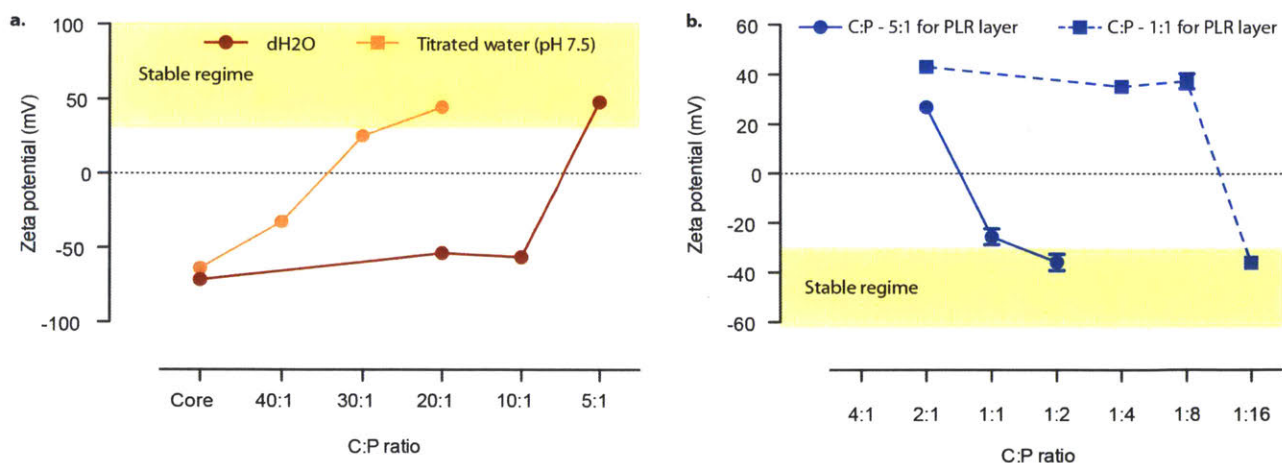 a.
Zeta potential (mV)
100
50
0
-50
-100
dH2O
Titrated water (pH 7.5)
Stable regime
Core
40:1
30:1
20:1
10:1
5:1
C:P ratio
b.
Zeta potential (mV)
60
40
20
0
-20
-40
-60
C:P - 5:1 for PLR layer
C:P - 1:1 for PLR layer
Stable regime
4:1
2:1
1:1
1:2
1:4
1:8
1:16
C:P ratio